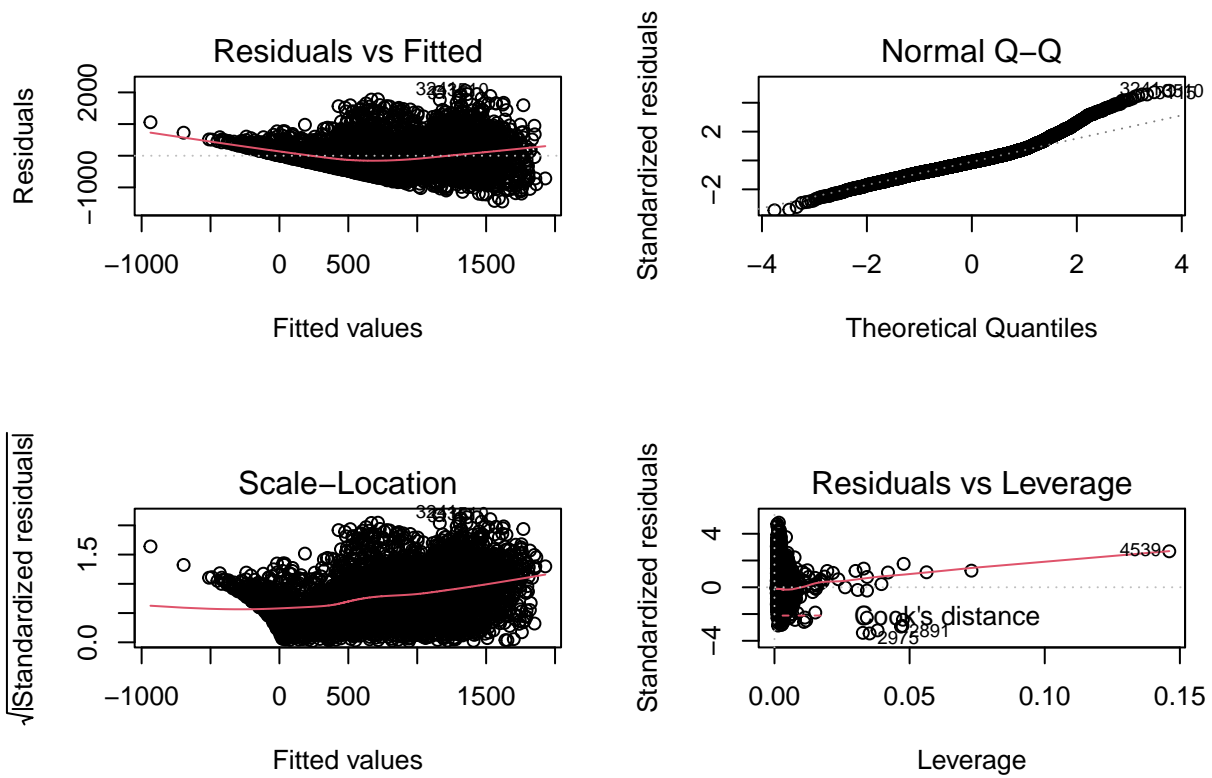 Residuals vs Fitted
Residuals
2000
−1000
−1000 0 500 1500
Fitted values
Normal Q−Q
Standardized residuals
2
−2
−4 −2 0 2 4
Theoretical Quantiles
Scale−Location
√|Standardized residuals|
1.5
0.0
−1000 0 500 1500
Fitted values
Residuals vs Leverage
Standardized residuals
4
0
−4
4539
Cook's distance
2975
0.00 0.05 0.10 0.15
Leverage